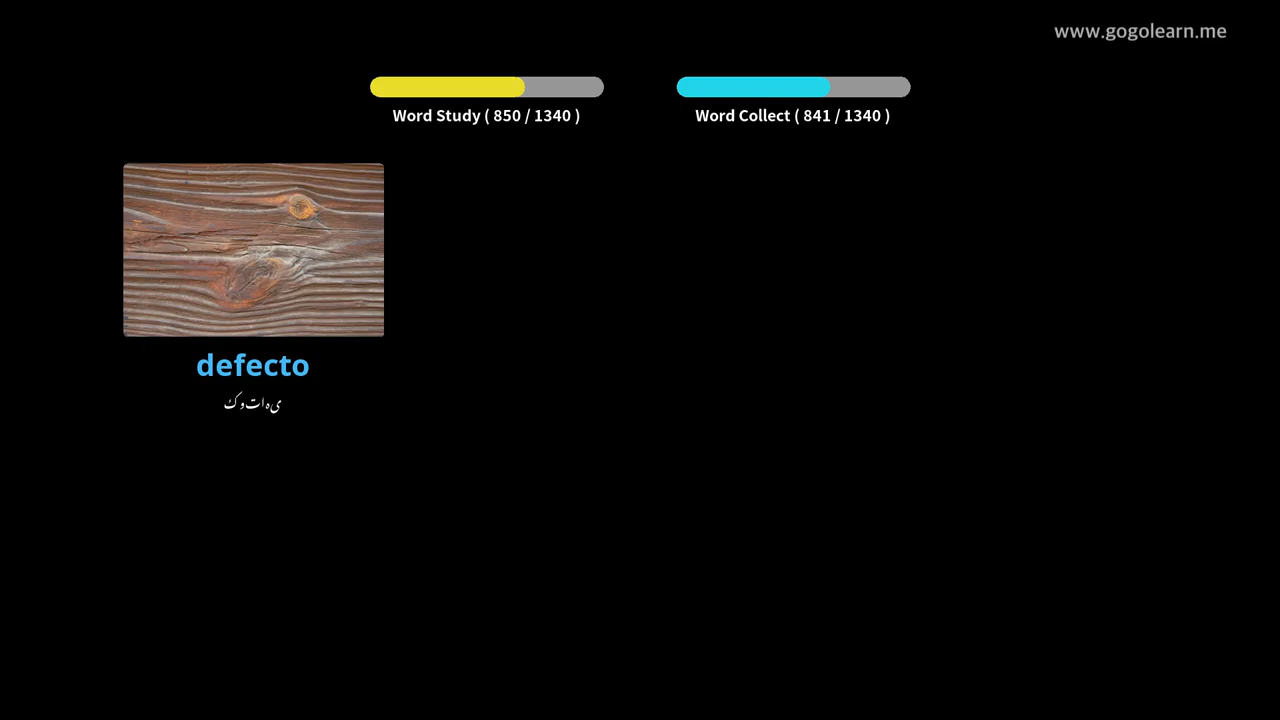 www.gogolearn.me
Word Study ( 850 / 1340 )
Word Collect ( 841 / 1340 )
defecto
کوتاہی